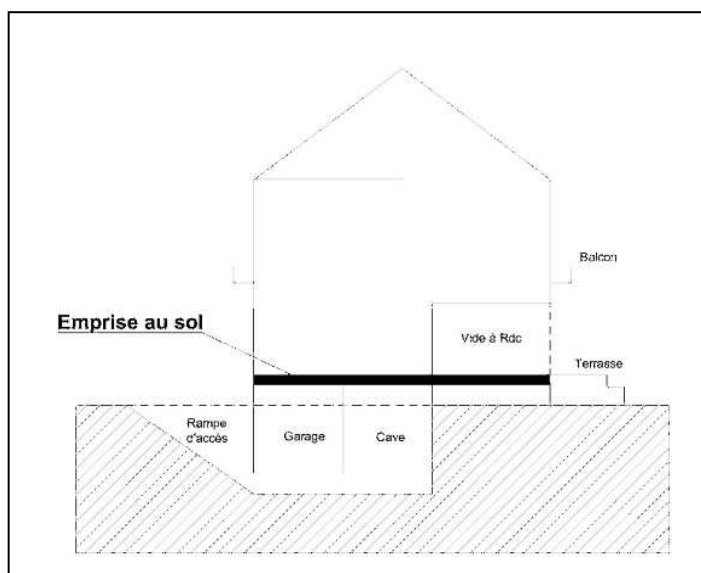 Balcon
Emprise au sol
Vide à Rdc
Terrasse
Rampe
d'accès
Garage
Cave